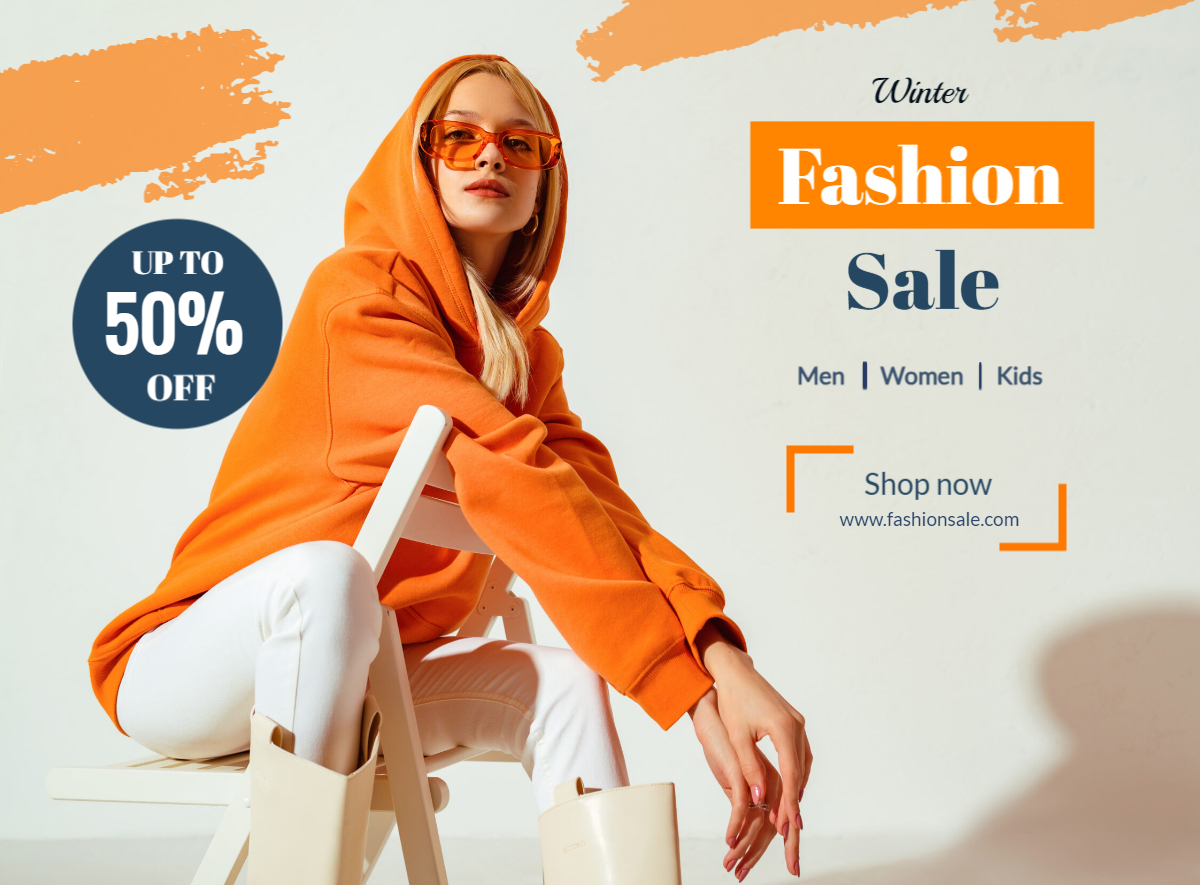 Winter
Fashion
Sale
Men | Women | Kids
Shop now
www.fashionsale.com
UP TO
50%
OFF